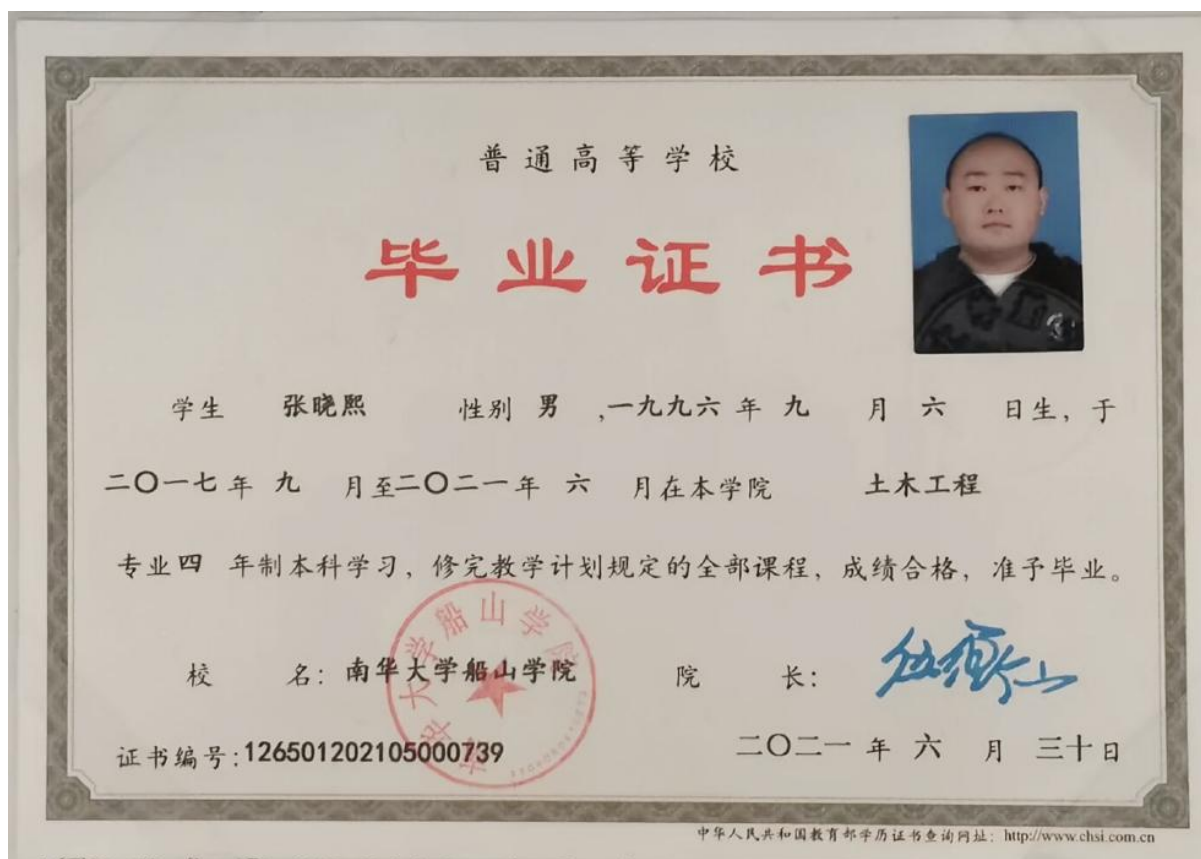 普通高等学校
毕业证书
学生 张晓熙 性别 男 ,一九九六 年 九 月 六 日生，于
二〇一七 年 九 月至二〇二一 年 六 月在本学院 土木工程
专业 四 年制本科学习，修完教学计划规定的全部课程，成绩合格，准予毕业。
南华大学船山学院
校 名：南华大学船山学院 院 长：
证书编号:126501202105000739 二〇二一 年 六 月 三十 日
中华人民共和国教育部学历证书查询网址：http://www.chsi.com.cn